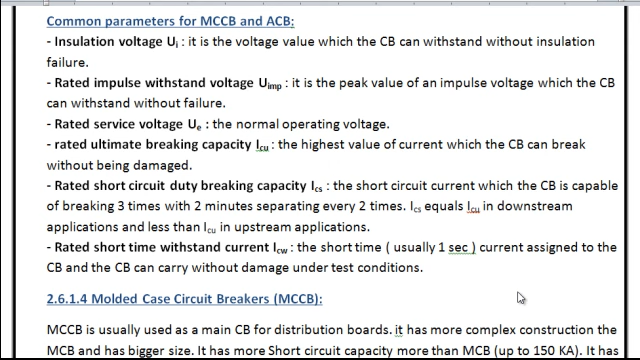 Common parameters for MCCB and ACB:
- Insulation voltage Ui : it is the voltage value which the CB can withstand without insulation
failure.
- Rated impulse withstand voltage Uimp : it is the peak value of an impulse voltage which the CB
can withstand without failure.
- Rated service voltage Ue : the normal operating voltage.
- rated ultimate breaking capacity Icu : the highest value of current which the CB can break
without being damaged.
- Rated short circuit duty breaking capacity Ics : the short circuit current which the CB is capable
of breaking 3 times with 2 minutes separating every 2 times. Ics equals Icu in downstream
applications and less than Icu in upstream applications.
- Rated short time withstand current Icw : the short time ( usually 1 sec ) current assigned to the
CB and the CB can carry without damage under test conditions.
2.6.1.4 Molded Case Circuit Breakers (MCCB):
MCCB is usually used as a main CB for distribution boards. it has more complex construction the
MCB and has bigger size. It has more Short circuit capacity more than MCB (up to 150 KA). It has